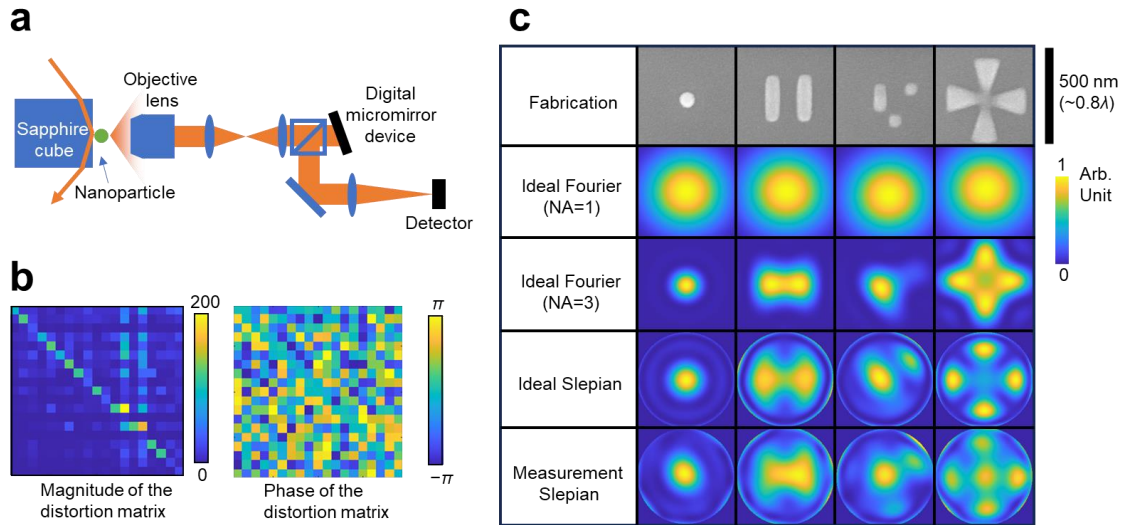 a
Objective
lens
Digital
micromirror
device
Sapphire
cube
Nanoparticle
Detector
b
200
0
π
−π
Magnitude of the
distortion matrix
Phase of the
distortion matrix
c
Fabrication
500 nm
(~0.8λ)
Ideal Fourier
(NA=1)
1
Arb.
Unit
0
Ideal Fourier
(NA=3)
Ideal Slepian
Measurement
Slepian